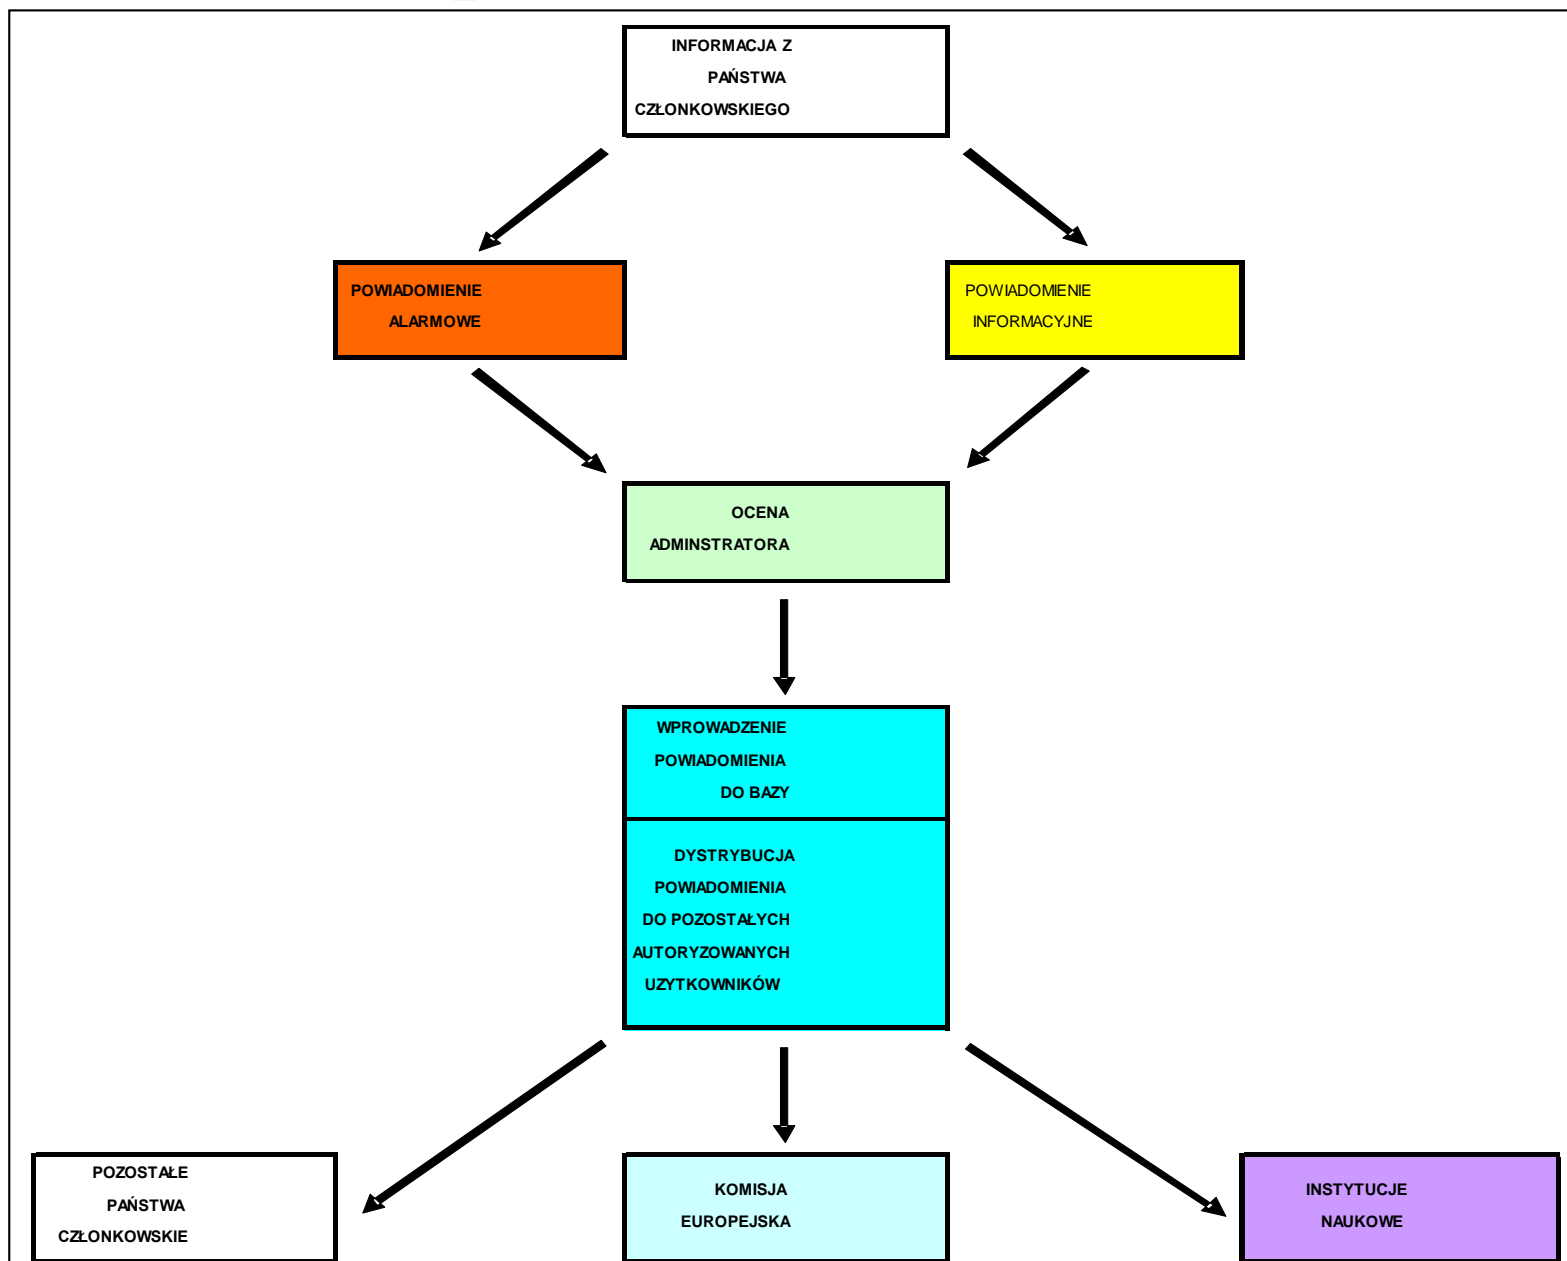 INFORMACJA Z
PAŃSTWA
CZŁONKOWSKIEGO
POWIADOMIENIE
ALARMOWE
POWIADOMIENIE
INFORMACYJNE
OCENA
ADMINSTRATORA
WPROWADZENIE
POWIADOMIENIA
DO BAZY
DYSTRYBUCJA
POWIADOMIENIA
DO POZOSTAŁYCH
AUTORYZOWANYCH
UZYTKOWNIKÓW
POZOSTAŁE
PAŃSTWA
CZŁONKOWSKIE
KOMISJA
EUROPEJSKA
INSTYTUCJE
NAUKOWE